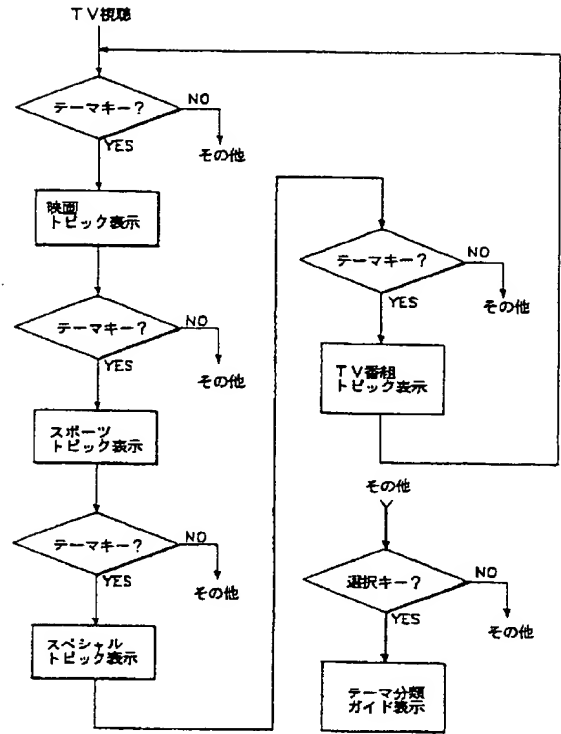 TV視聴
テーマキー?
NO
YES
その他
映画
トピック表示
テーマキー?
NO
YES
その他
スポーツ
トピック表示
テーマキー?
NO
YES
その他
スペシャル
トピック表示
テーマキー?
NO
YES
その他
TV番組
トピック表示
その他
選択キー?
NO
YES
その他
テーマ分類
ガイド表示